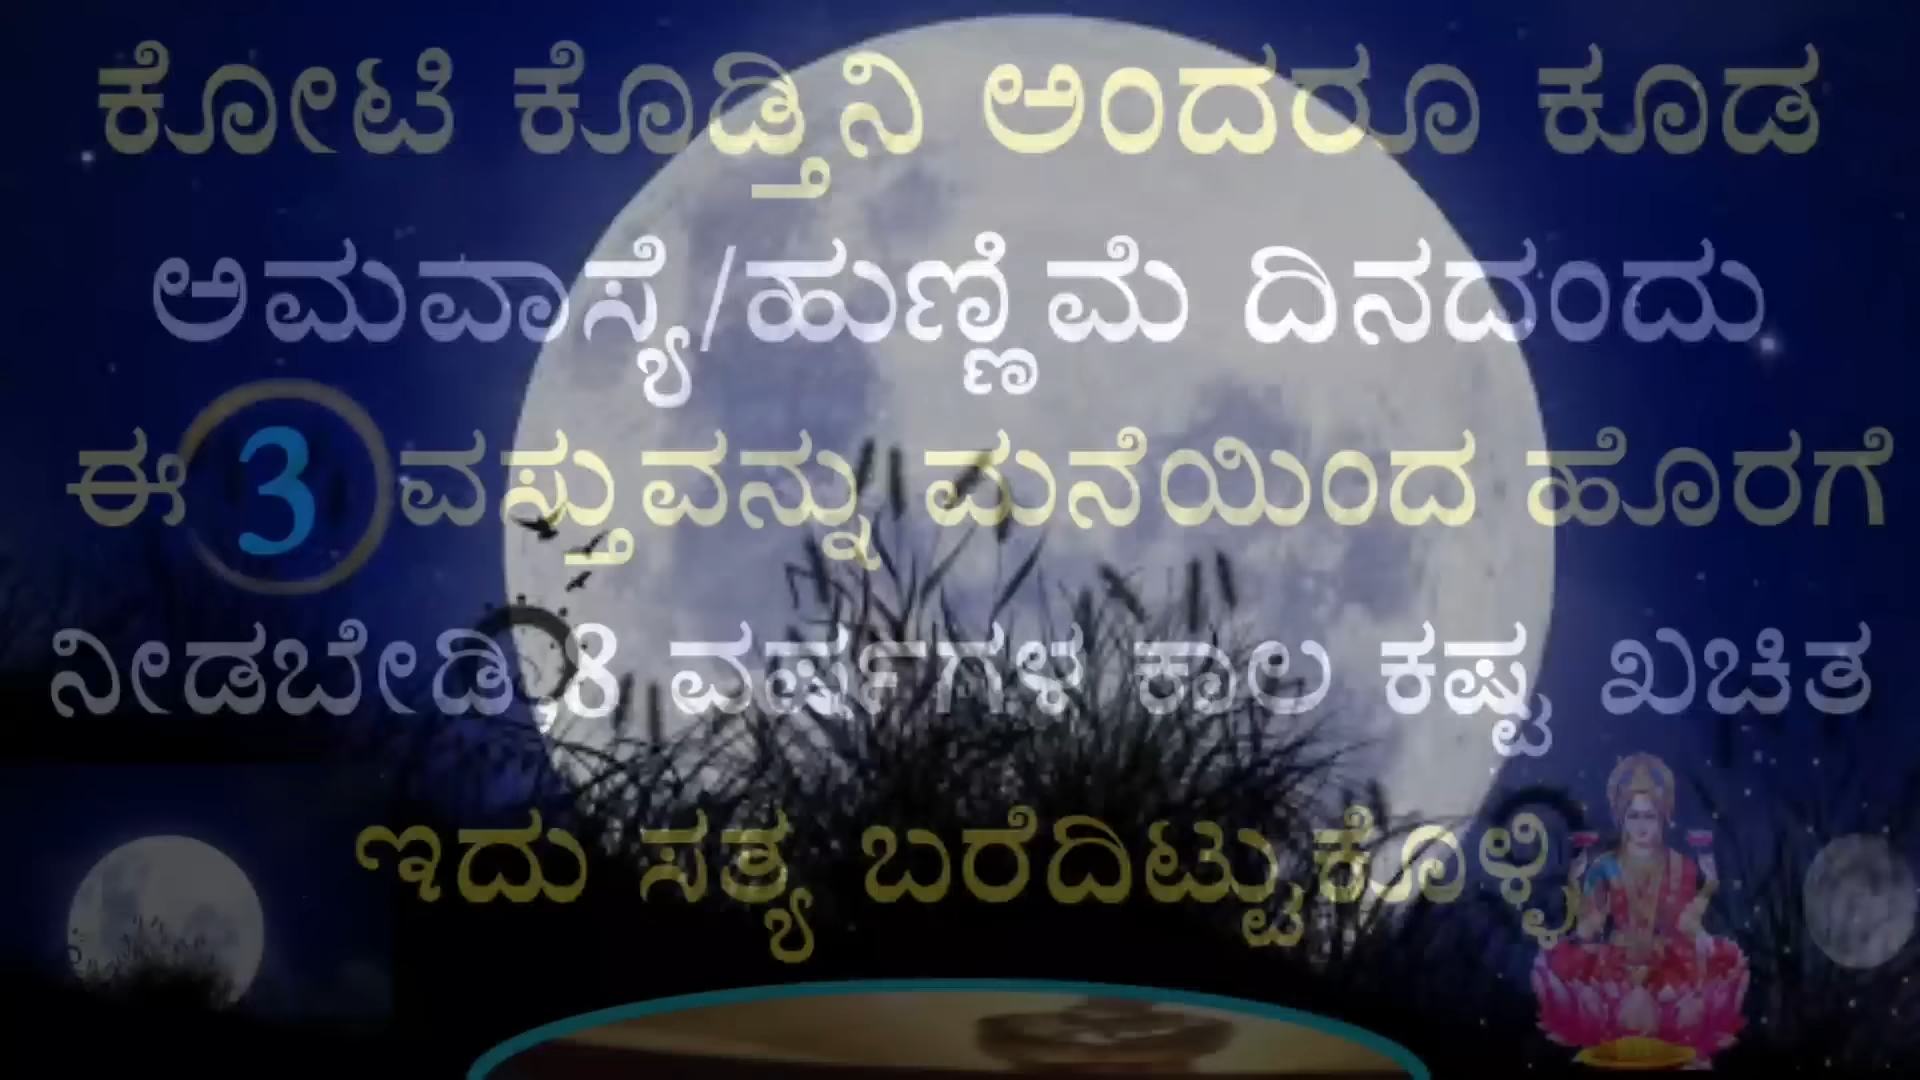 ಕೋಟಿ ಕೊಡ್ತಿನಿ ಅಂದರೂ ಕೂಡ
ಅಮವಾಸ್ಯೆ/ಹುಣ್ಣಿಮೆ ದಿನದಂದು
ಈ 3 ವಸ್ತುವನ್ನು ಮನೆಯಿಂದ ಹೊರಗೆ
ನೀಡಬೇಡಿ,8 ವರ್ಷಗಳ ಕಾಲ ಕಷ್ಟ ಖಚಿತ
ಇದು ಸತ್ಯ ಬರೆದಿಟ್ಟುಕೊಳ್ಳಿ